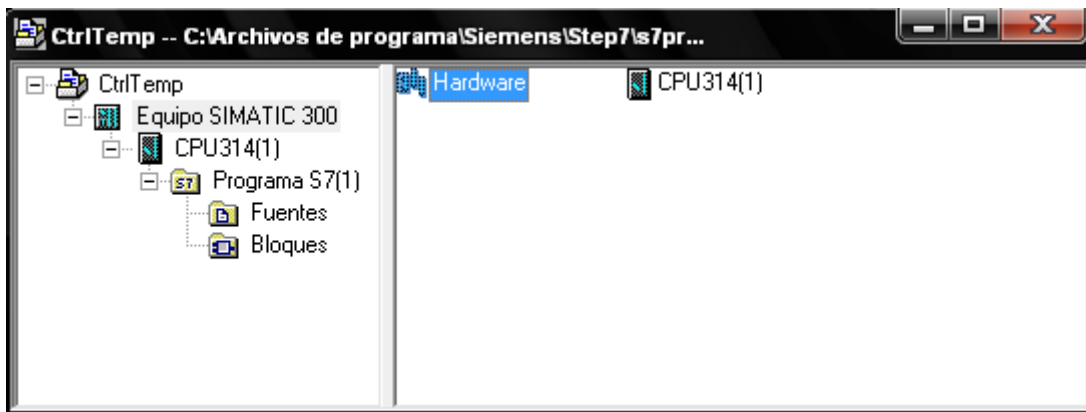 CtrlTemp -- C:\Archivos de programa\Siemens\Step7\s7pr...
CtrlTemp
Equipo SIMATIC 300
CPU314(1)
Programa S7(1)
Fuentes
Bloques
Hardware
CPU314(1)